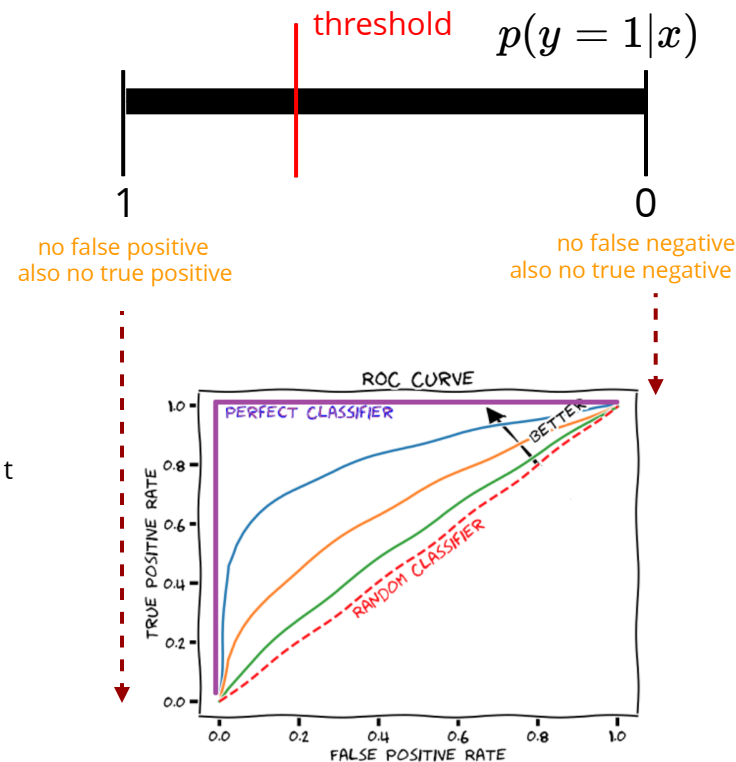 threshold
p(y = 1|x)
1
0
no false positive
also no true positive
no false negative
also no true negative
ROC CURVE
1.0
PERFECT CLASSIFIER
BETTER
0.8
t
TRUE POSITIVE RATE
0.6
RANDOM CLASSIFIER
0.4
0.2
0.0
0.0 0.2 0.4 0.6 0.8 1.0
FALSE POSITIVE RATE